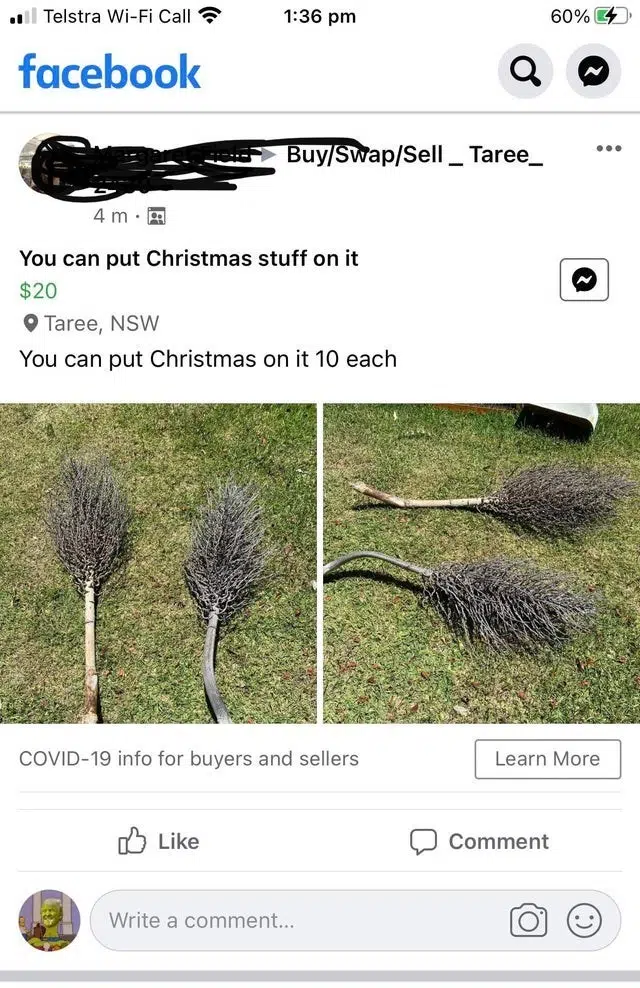 Telstra Wi-Fi Call 1:36 pm 60%
facebook
Buy/Swap/Sell _ Taree_
4 m ·
You can put Christmas stuff on it
$20
Taree, NSW
You can put Christmas on it 10 each
COVID-19 info for buyers and sellers Learn More
Like Comment
Write a comment...